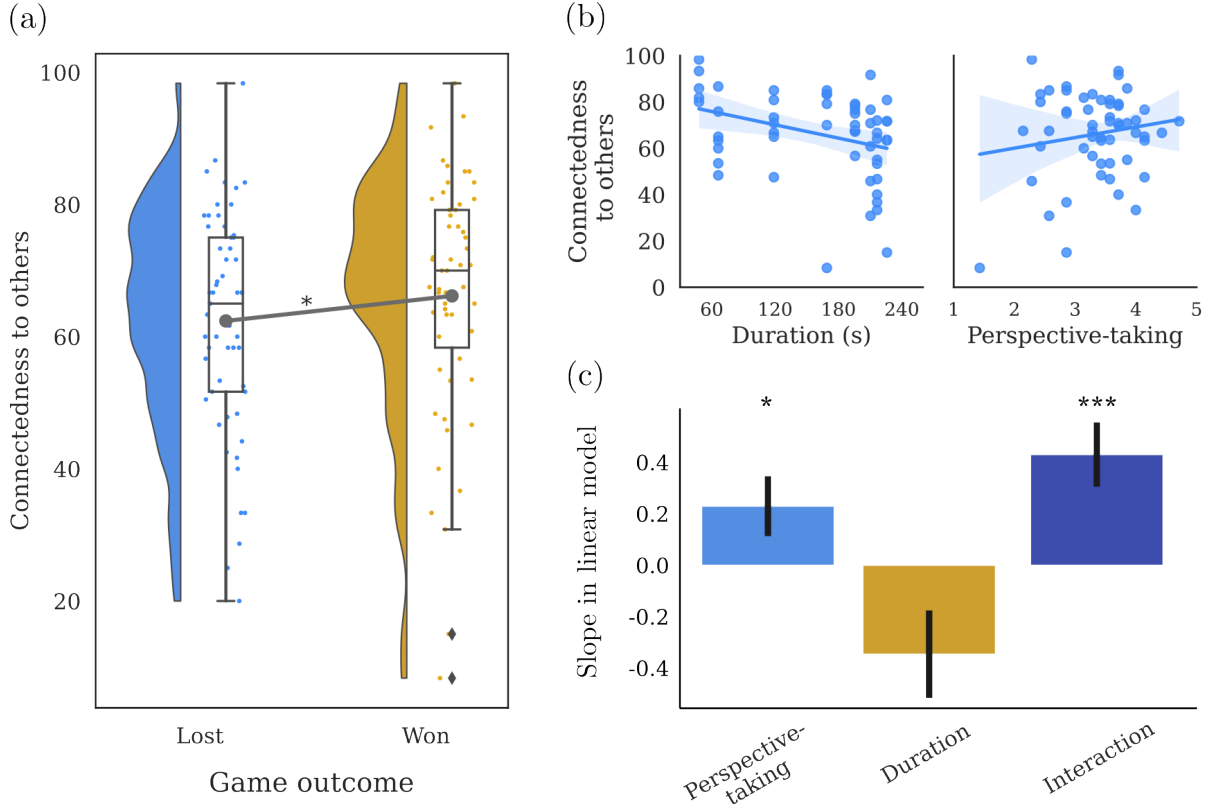 (a)
100
80
60
40
20
Connectedness to others
*
Lost
Won
Game outcome
(b)
Connectedness
to others
100
80
60
40
20
0
60
120
180
240
Duration (s)
1
2
3
4
5
Perspective-taking
(c)
Slope in linear model
0.4
0.2
0.0
-0.2
-0.4
*
***
Perspective-
taking
Duration
Interaction